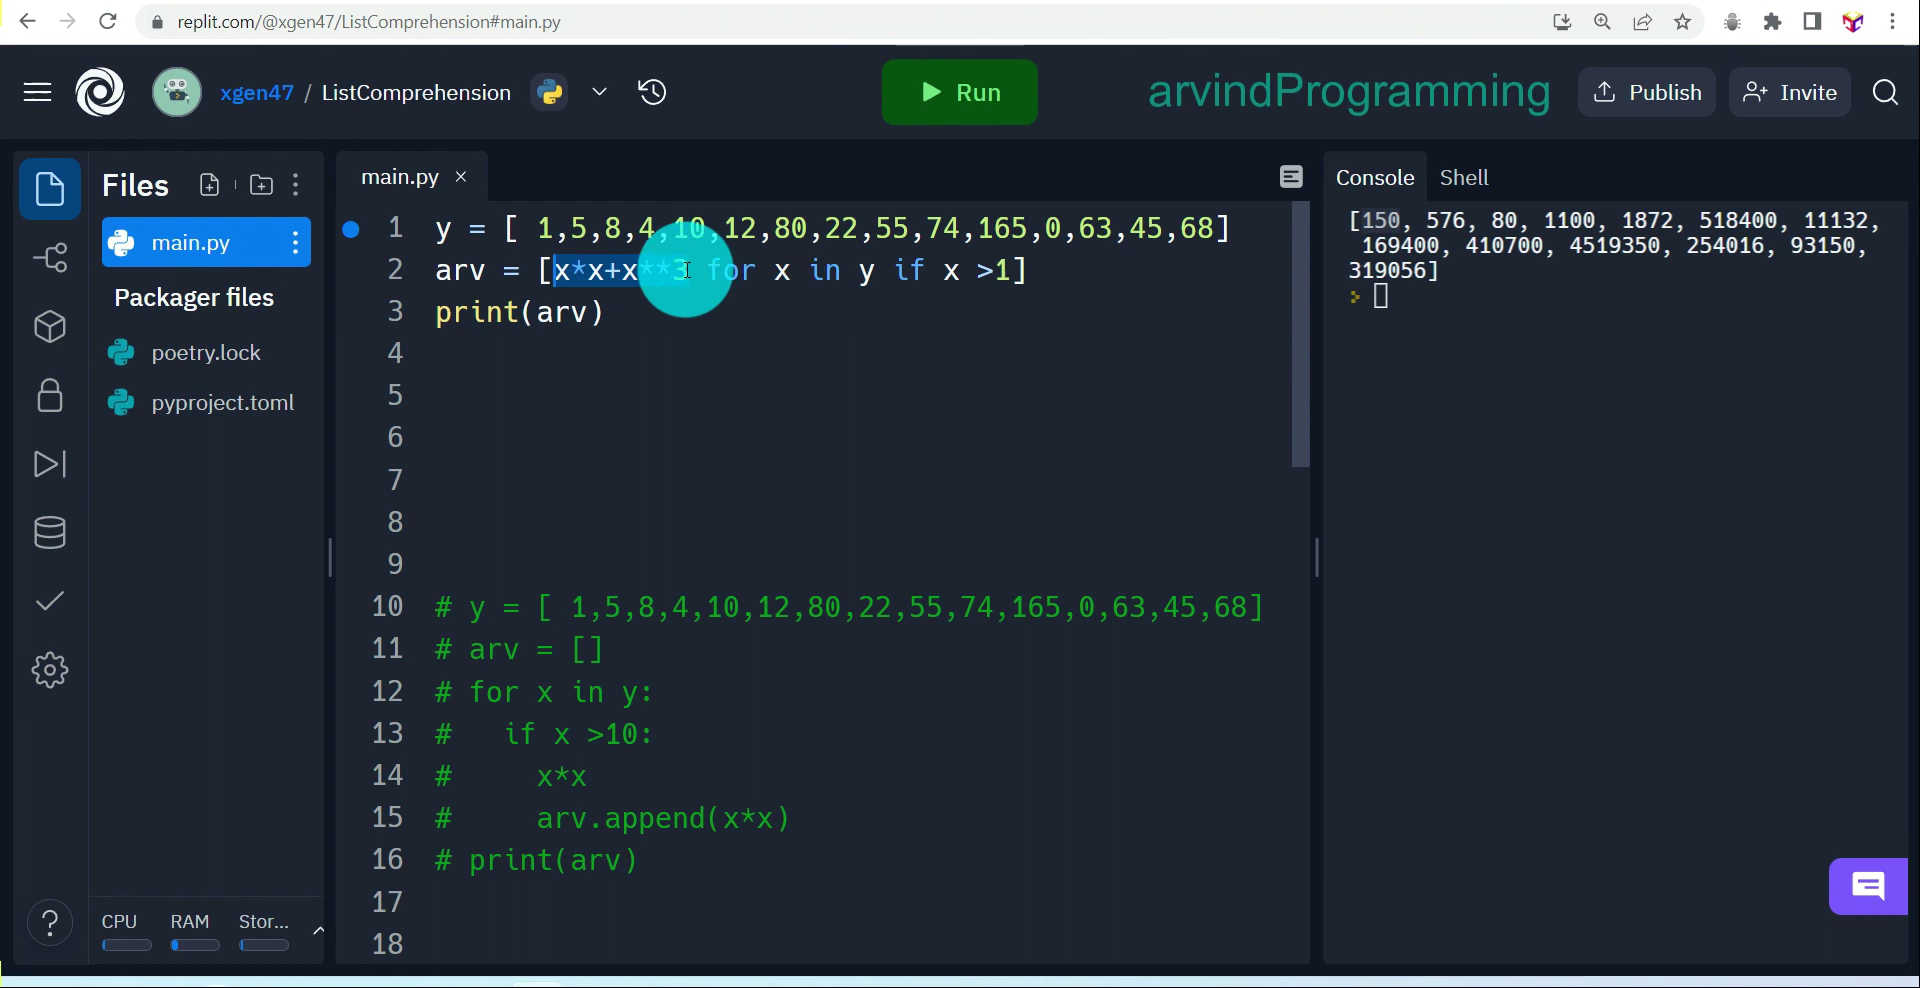 replit.com/@xgen47/ListComprehension#main.py
xgen47 / ListComprehension
Run
arvindProgramming
Publish
Invite
Files
main.py
Packager files
poetry.lock
pyproject.toml
CPU RAM Stor...
main.py ×
1 y = [ 1,5,8,4,10,12,80,22,55,74,165,0,63,45,68]
2 arv = [x*x+x**3 for x in y if x >1]
3 print(arv)
4
5
6
7
8
9
10 # y = [ 1,5,8,4,10,12,80,22,55,74,165,0,63,45,68]
11 # arv = []
12 # for x in y:
13 #   if x >10:
14 #     x*x
15 #     arv.append(x*x)
16 # print(arv)
17
18
Console Shell
[150, 576, 80, 1100, 1872, 518400, 11132,
169400, 410700, 4519350, 254016, 93150,
319056]